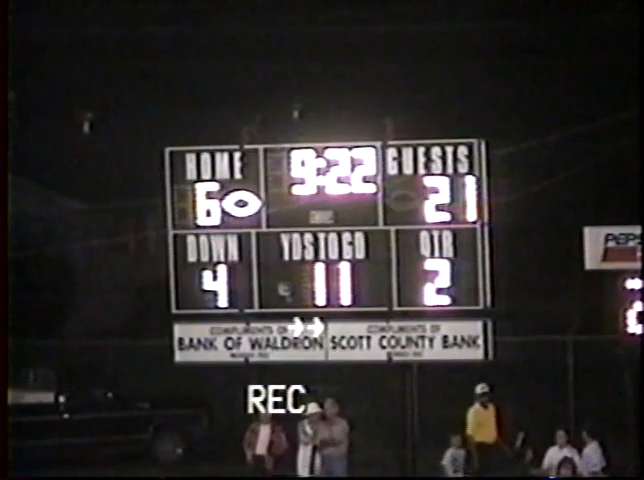 HOME 9:22 GUESTS
6 21
DOWN YDS TO GO QTR
4 11 2
COMPLIMENTS OF COMPLIMENTS OF
BANK OF WALDRON SCOTT COUNTY BANK
PEPSI
REC